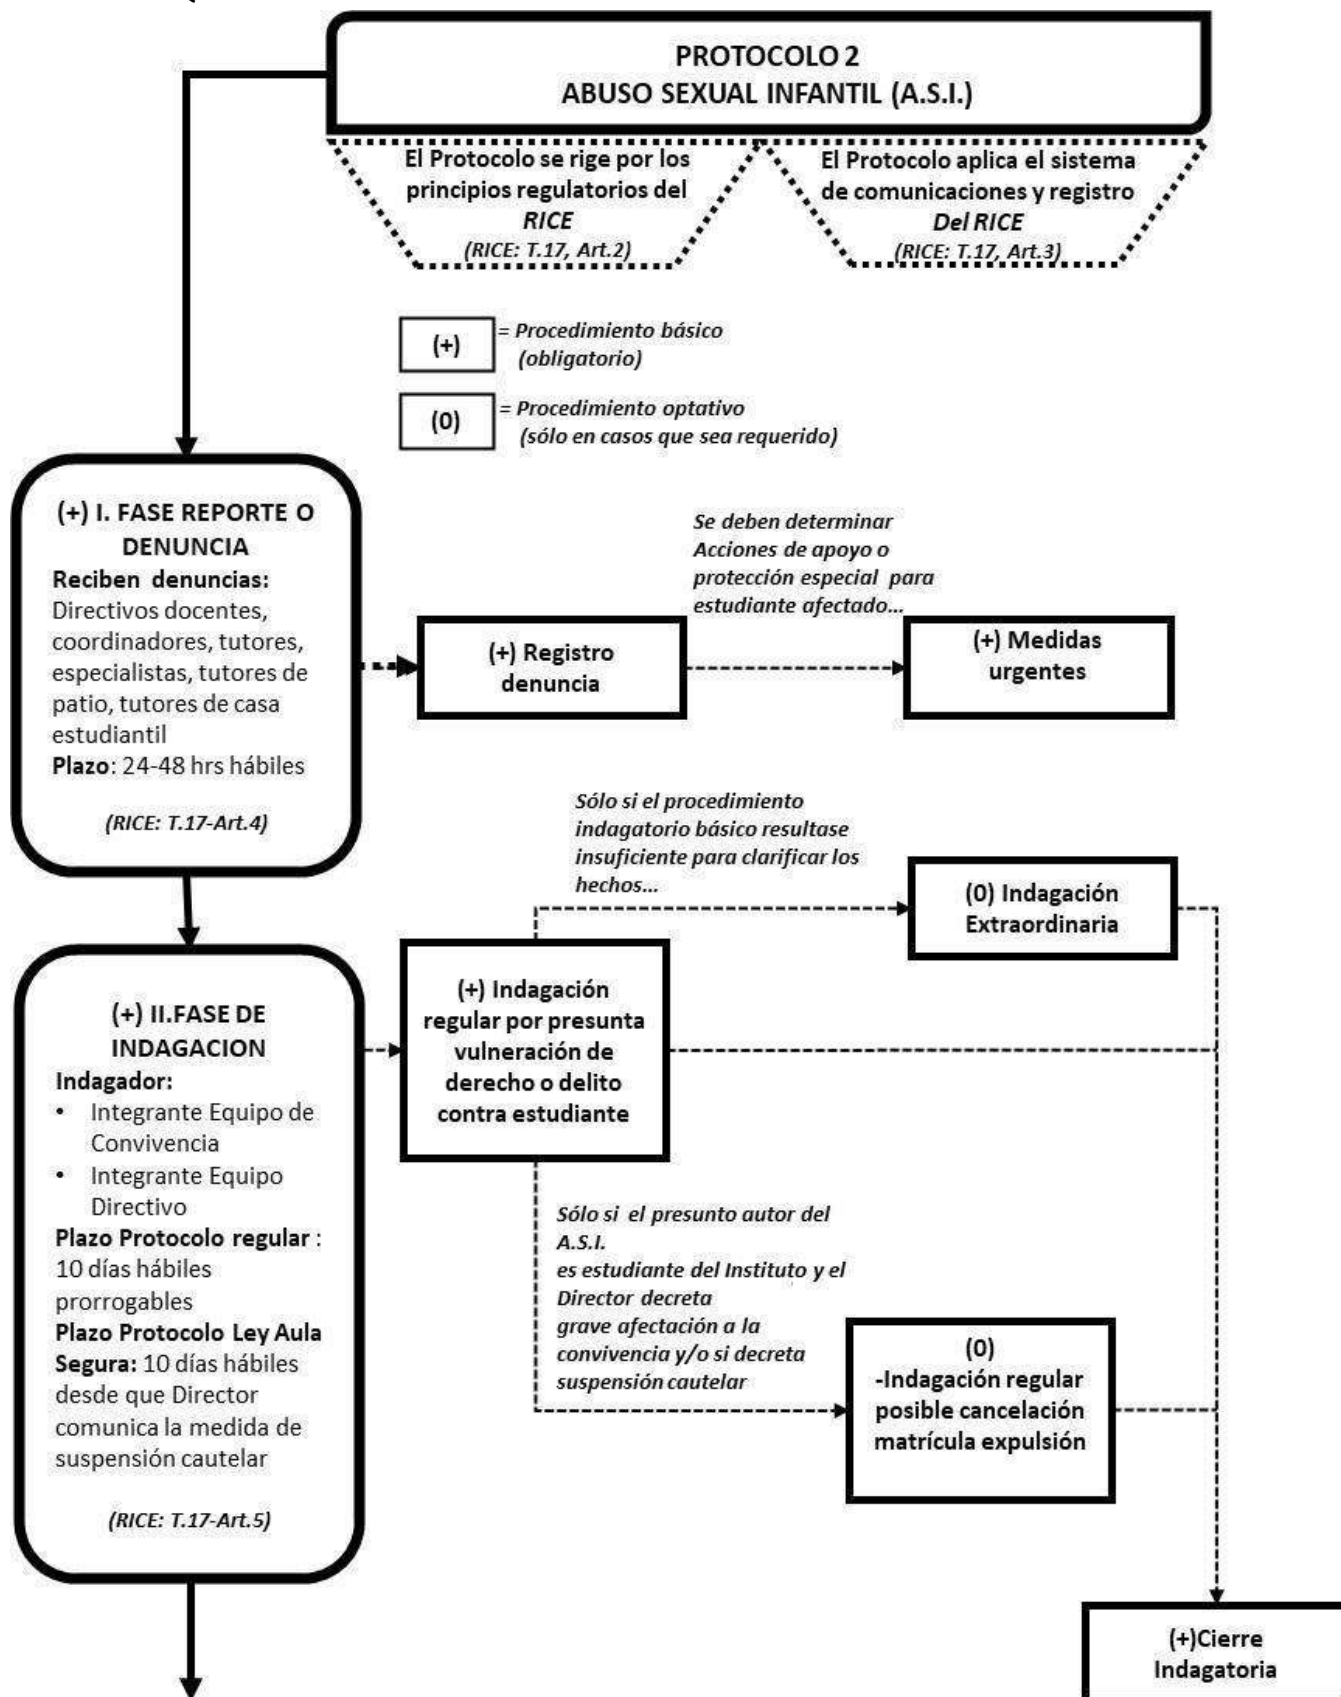 PROTOCOLO 2
ABUSO SEXUAL INFANTIL (A.S.I.)
El Protocolo se rige por los
principios regulatorios del
RICE
(RICE: T.17, Art.2)
El Protocolo aplica el sistema
de comunicaciones y registro
Del RICE
(RICE: T.17, Art.3)
(+)
= Procedimiento básico
(obligatorio)
(0)
= Procedimiento optativo
(sólo en casos que sea requerido)
(+) I. FASE REPORTE O
DENUNCIA
Reciben denuncias:
Directivos docentes,
coordinadores, tutores,
especialistas, tutores de
patio, tutores de casa
estudiantil
Plazo: 24-48 hrs hábiles
(RICE: T.17-Art.4)
(+) Registro
denuncia
Se deben determinar
Acciones de apoyo o
protección especial para
estudiante afectado...
(+) Medidas
urgentes
(+) II.FASE DE
INDAGACION
Indagador:
• Integrante Equipo de
Convivencia
• Integrante Equipo
Directivo
Plazo Protocolo regular :
10 días hábiles
prorrogables
Plazo Protocolo Ley Aula
Segura: 10 días hábiles
desde que Director
comunica la medida de
suspensión cautelar
(RICE: T.17-Art.5)
(+) Indagación
regular por presunta
vulneración de
derecho o delito
contra estudiante
Sólo si el procedimiento
indagatorio básico resultase
insuficiente para clarificar los
hechos...
(0) Indagación
Extraordinaria
Sólo si el presunto autor del
A.S.I.
es estudiante del Instituto y el
Director decreta
grave afectación a la
convivencia y/o si decreta
suspensión cautelar
(0)
-Indagación regular
posible cancelación
matrícula expulsión
(+)Cierre
Indagatoria